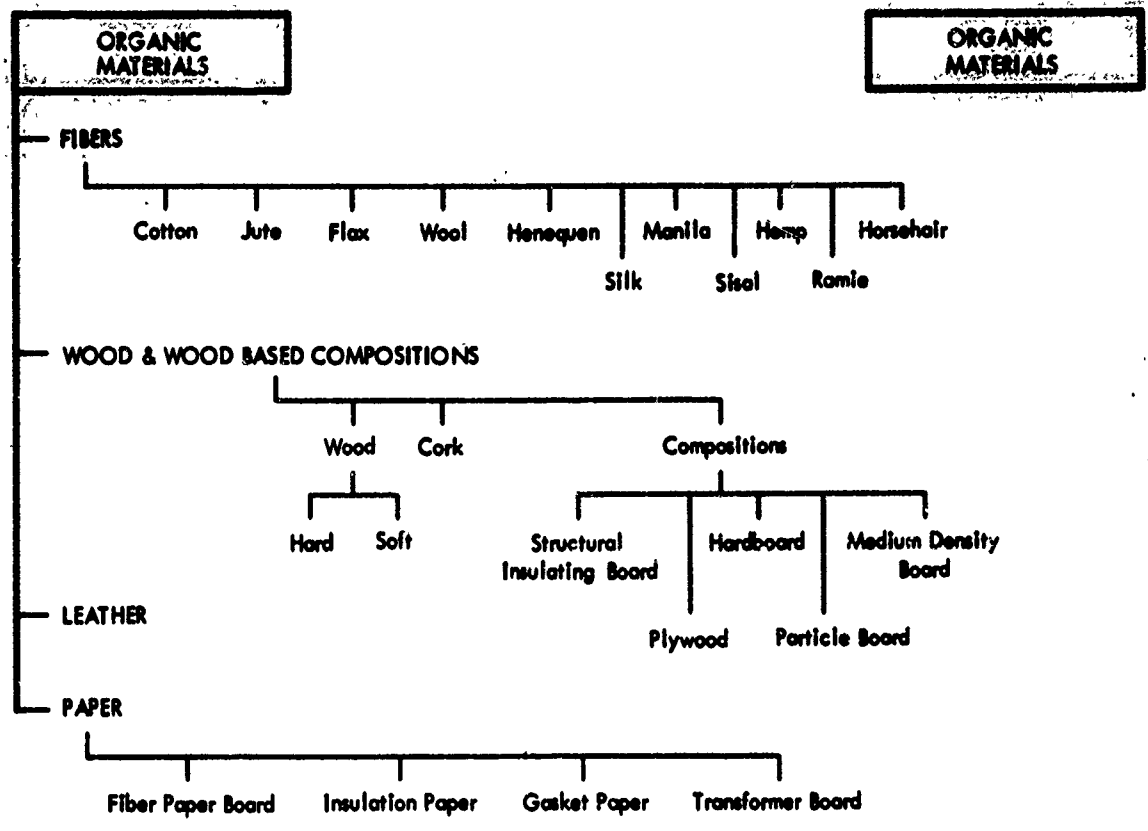 ORGANIC
MATERIALS
ORGANIC
MATERIALS
FIBERS
Cotton Jute Flax Wool Henequen Manila Hemp Horsehair
Silk Sisal Ramie
WOOD & WOOD BASED COMPOSITIONS
Wood Cork Compositions
Hard Soft Structural Hardboard Medium Density
Insulating Board Board
LEATHER
Plywood Particle Board
PAPER
Fiber Paper Board Insulation Paper Gasket Paper Transformer Board